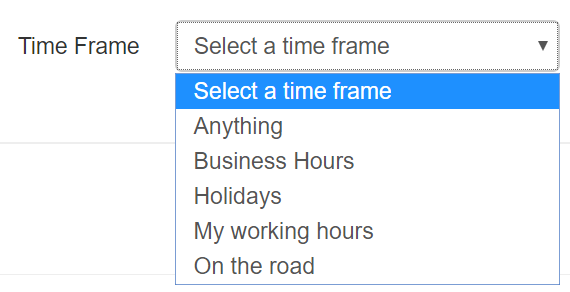 Time Frame Select a time frame
Select a time frame
Anything
Business Hours
Holidays
My working hours
On the road